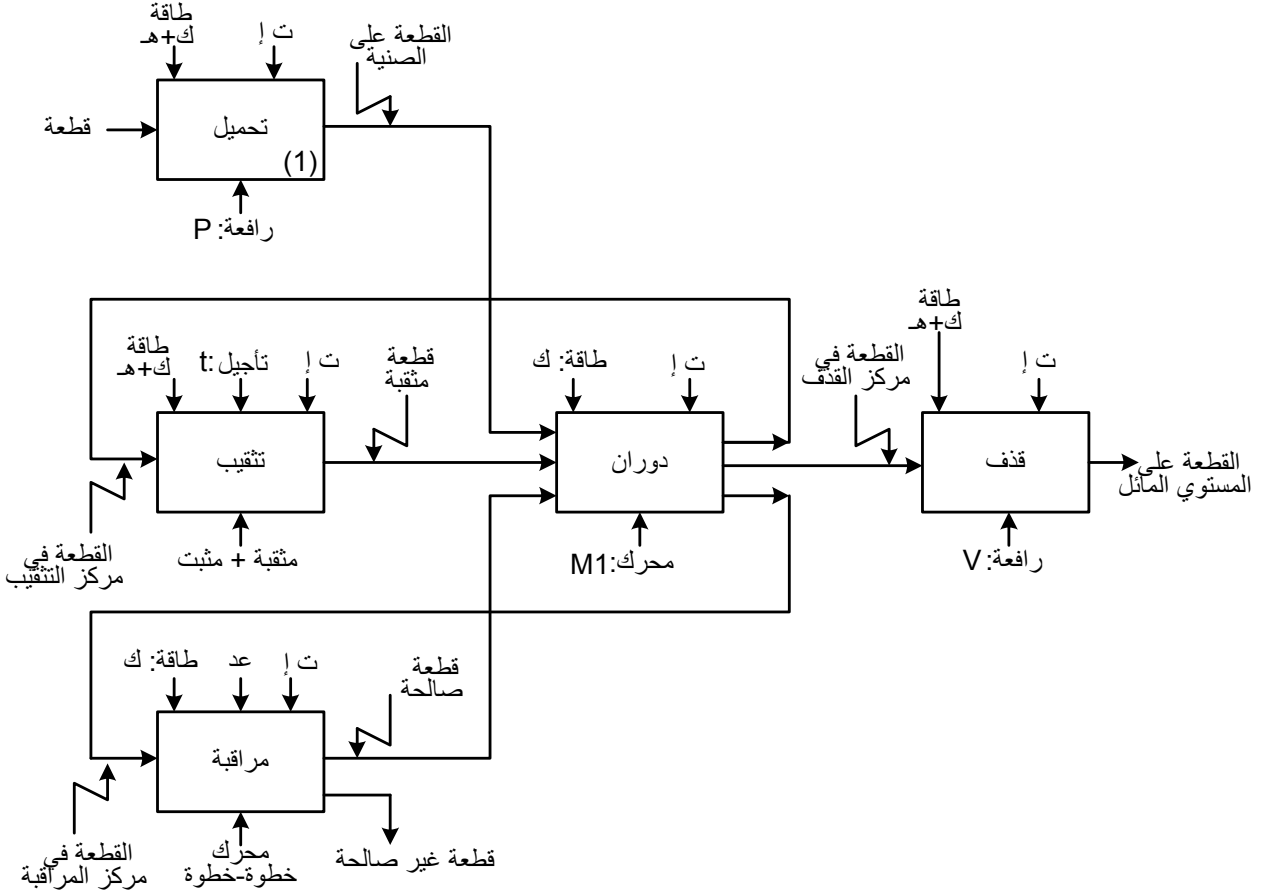 طاقة
ك+هـ
ت إ
القطعة على
الصنية
قطعة
تحميل
(1)
رافعة: P
طاقة
ك+هـ
تأجيل:t
ت إ
قطعة
مثقبة
طاقة: ك
ت إ
القطعة في
مركز القذف
طاقة
ك+هـ
ت إ
تثقيب
دوران
قذف
القطعة على
المستوي المائل
القطعة في
مركز التثقيب
مثقبة + مثبت
محرك:M1
رافعة:V
طاقة: ك
عد
ت إ
قطعة
صالحة
مراقبة
القطعة في
مركز المراقبة
محرك
خطوة-خطوة
قطعة غير صالحة